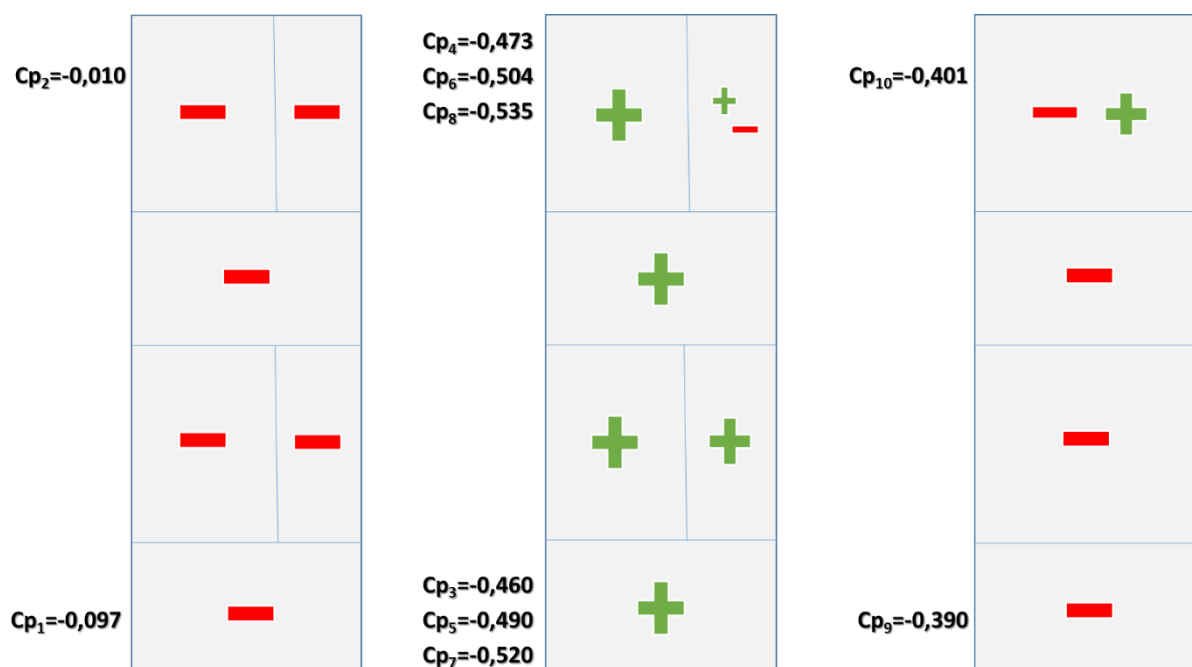 Cp₂=-0,010
Cp₄=-0,473
Cp₆=-0,504
Cp₈=-0,535
Cp₁₀=-0,401
Cp₁=-0,097
Cp₃=-0,460
Cp₅=-0,490
Cp₇=-0,520
Cp₉=-0,390